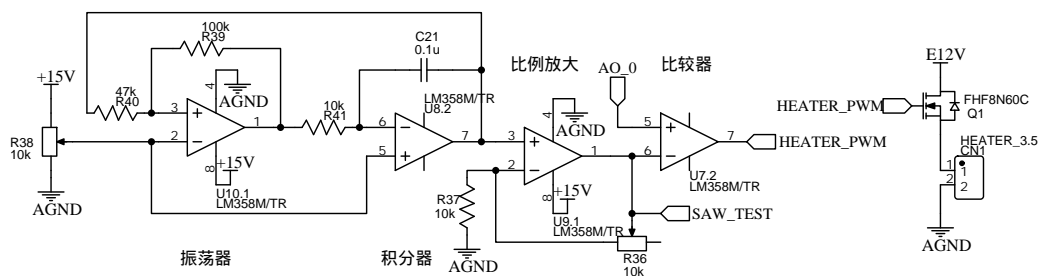 100k
R39
C21
0.1u
+15V
47k
R40
4
AGND
3
2
1
8
+15V
U10.1
LM358M/TR
R38
10k
AGND
振荡器
10k
R41
LM358M/TR
U8.2
6
5
7
积分器
比例放大
4
AGND
3
2
1
8
+15V
U9.1
LM358M/TR
R37
10k
AGND
R36
10k
SAW_TEST
AO_0
比较器
5
6
7
U7.2
LM358M/TR
HEATER_PWM
E12V
HEATER_PWM
FHF8N60C
Q1
HEATER_3.5
CN1
1
2
1
2
AGND